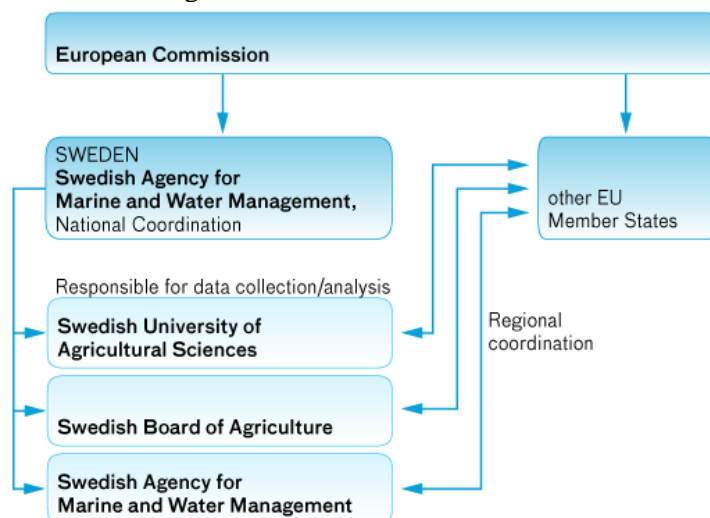 European Commission
SWEDEN
Swedish Agency for
Marine and Water Management,
National Coordination
other EU
Member States
Responsible for data collection/analysis
Swedish University of
Agricultural Sciences
Regional
coordination
Swedish Board of Agriculture
Swedish Agency for
Marine and Water Management